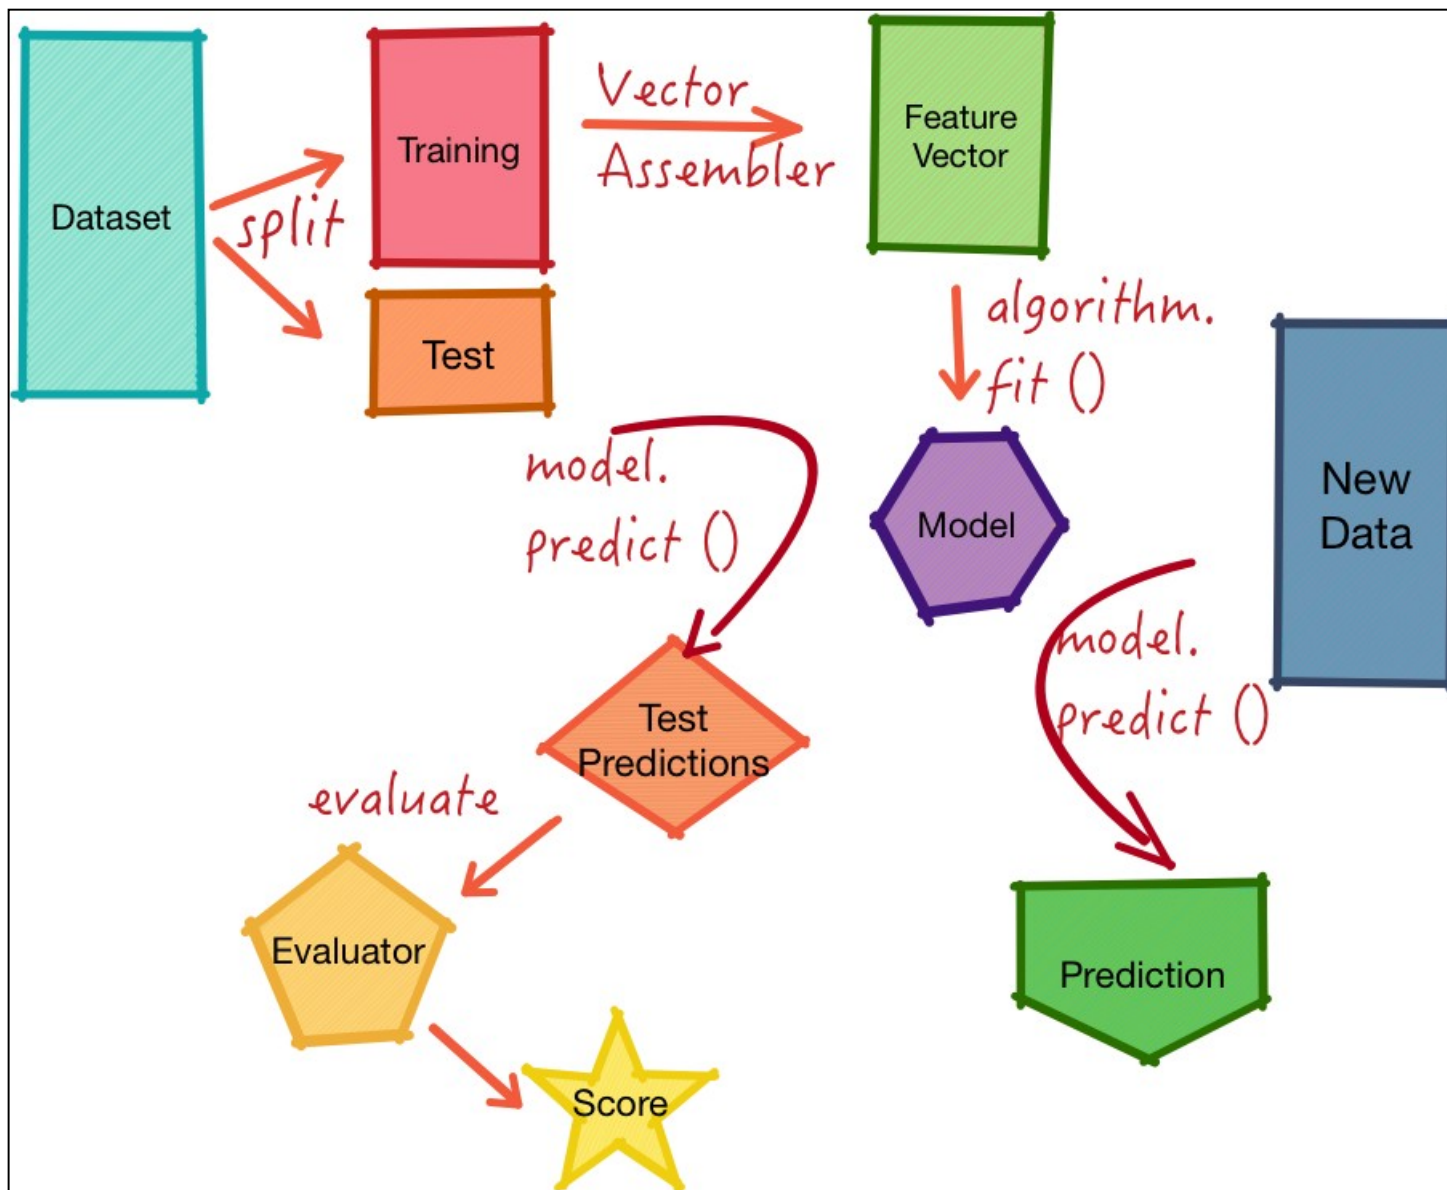 Dataset
split
Training
Test
Vector
Assembler
Feature
Vector
algorithm.
fit ()
Model
New
Data
model.
predict ()
model.
predict ()
Test
Predictions
evaluate
Evaluator
Score
Prediction